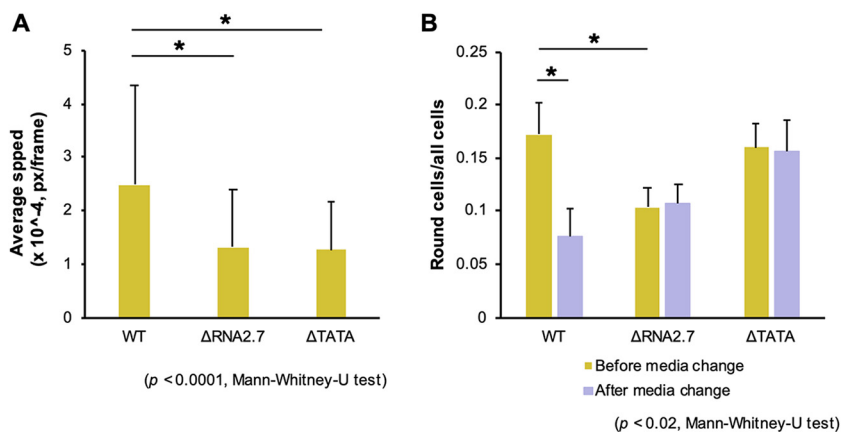 A
*
*
5
4
3
2
1
0
Average spped
(x 10^-4, px/frame)
WT
ΔRNA2.7
ΔTATA
(p < 0.0001, Mann-Whitney-U test)
B
*
*
0.25
0.2
0.15
0.1
0.05
0
Round cells/all cells
WT
ΔRNA2.7
ΔTATA
Before media change
After media change
(p < 0.02, Mann-Whitney-U test)